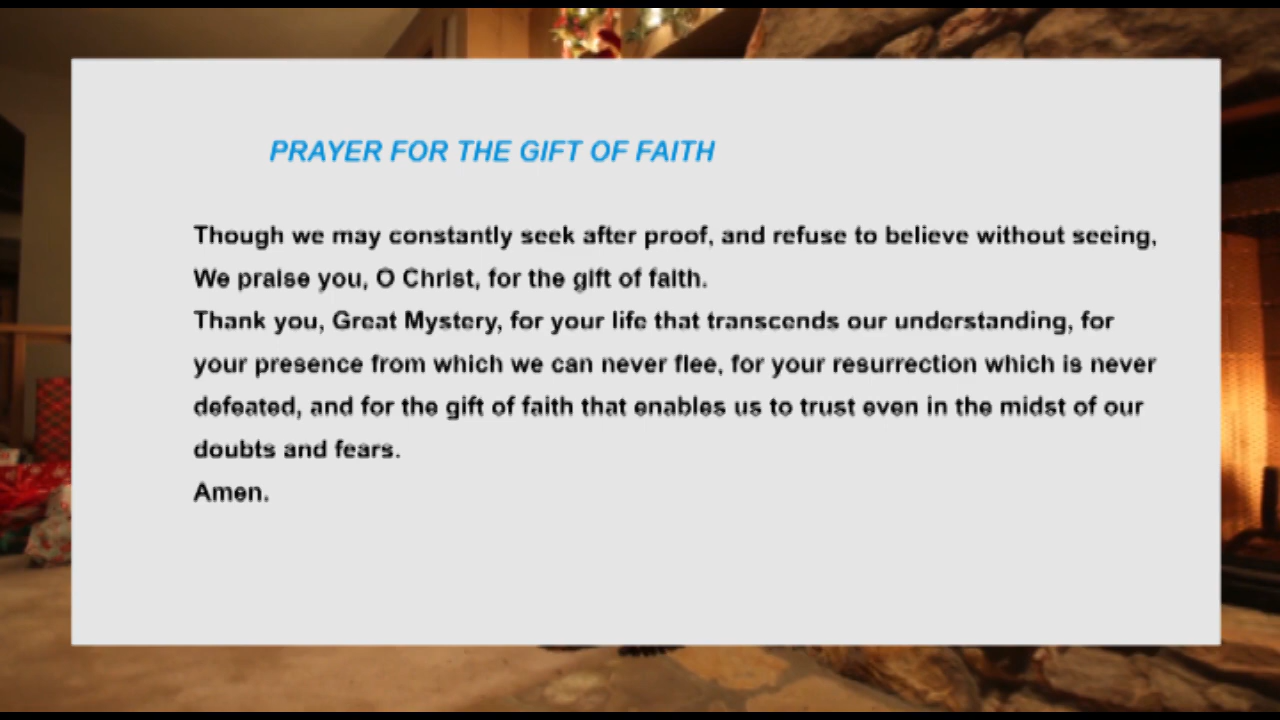 PRAYER FOR THE GIFT OF FAITH
Though we may constantly seek after proof, and refuse to believe without seeing,
We praise you, O Christ, for the gift of faith.
Thank you, Great Mystery, for your life that transcends our understanding, for
your presence from which we can never flee, for your resurrection which is never
defeated, and for the gift of faith that enables us to trust even in the midst of our
doubts and fears.
Amen.